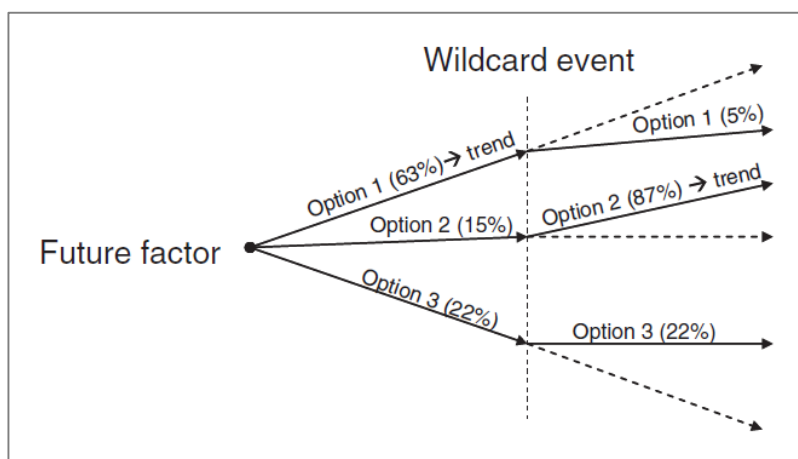 Wildcard event
Option 1 (63%)→ trend
Option 1 (5%)
Option 2 (15%)
Option 2 (87%) → trend
Future factor
Option 3 (22%)
Option 3 (22%)